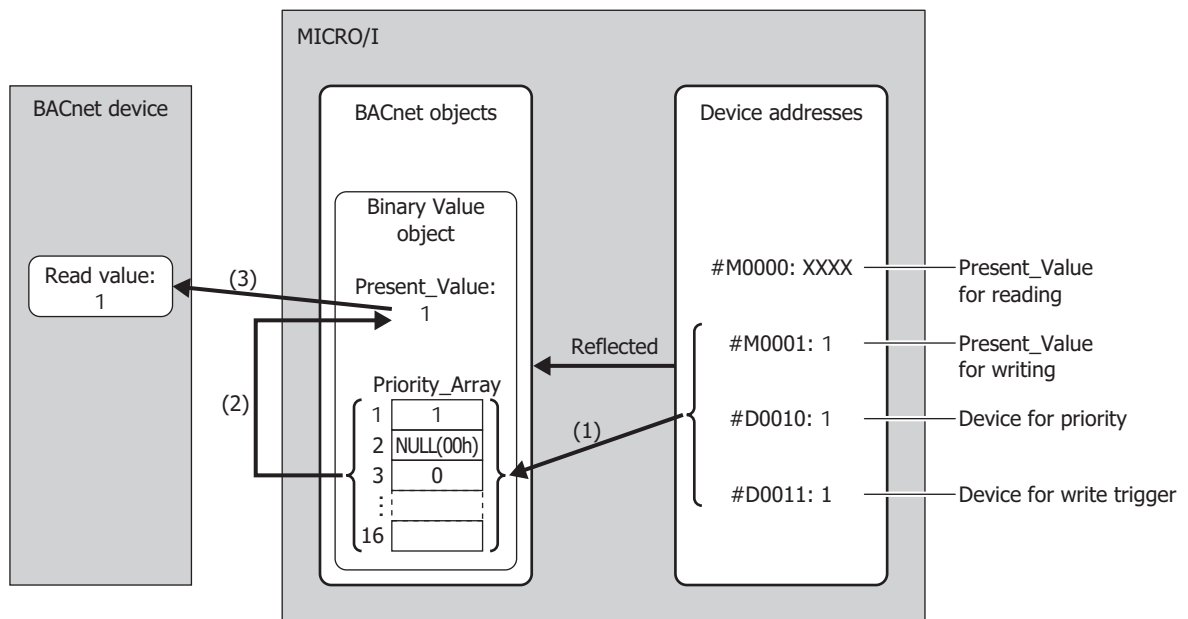 MICRO/I
BACnet device
BACnet objects
Device addresses
Binary Value
object
Read value:
1
(3)
Present_Value:
1
#M0000: XXXX
Present_Value
for reading
Reflected
#M0001: 1
Present_Value
for writing
(2)
Priority_Array
1 1
2 NULL(00h)
3 0
:
16
(1)
#D0010: 1
Device for priority
#D0011: 1
Device for write trigger